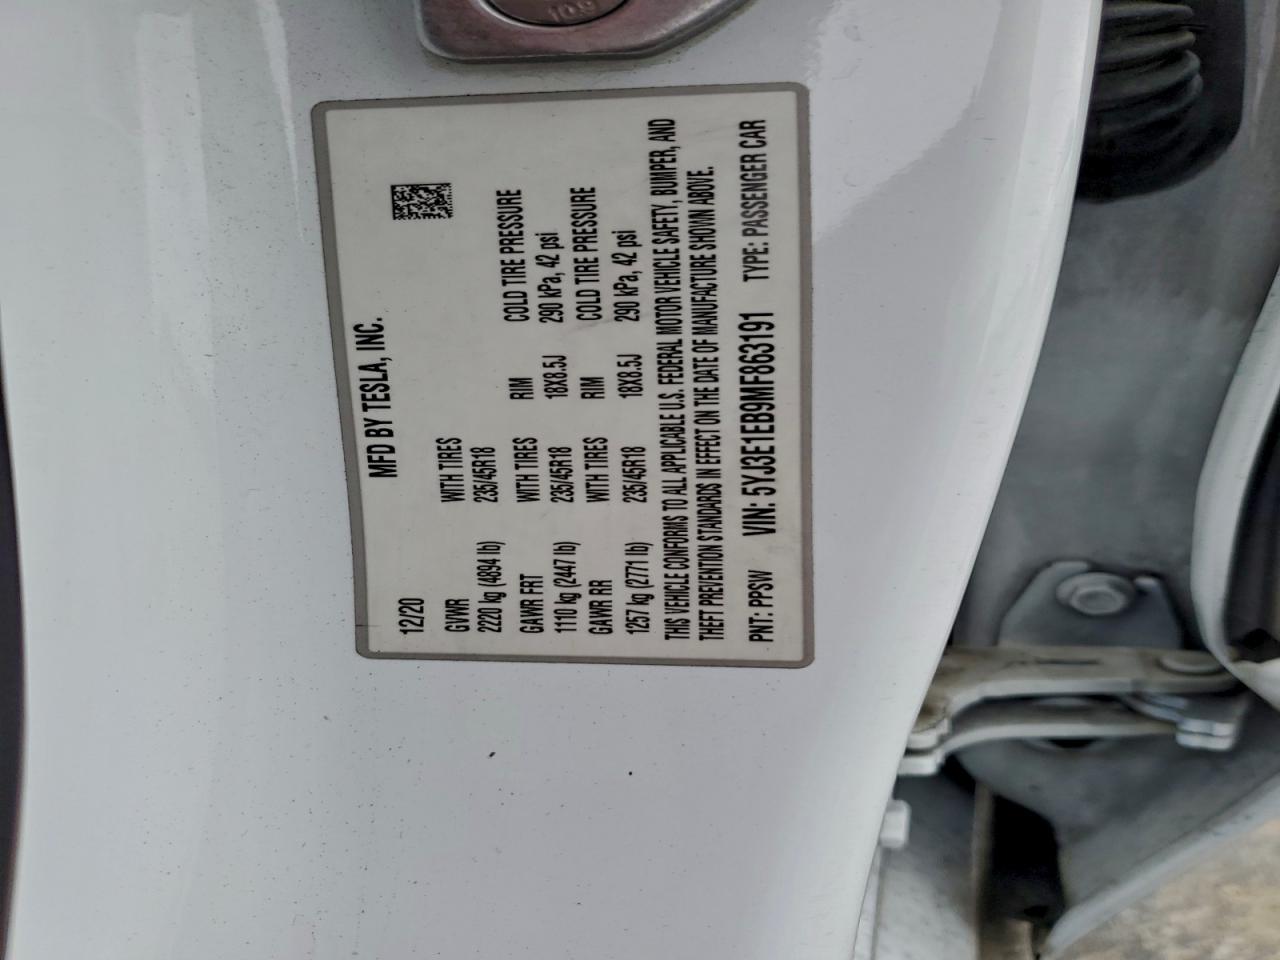 109
MFD BY TESLA, INC.
12/20
GVWR WITH TIRES
2220 kg (4894 lb) 235/45R18
GAWR FRT WITH TIRES RIM COLD TIRE PRESSURE
1110 kg (2447 lb) 235/45R18 18X8.5J 290 kPa, 42 psi
GAWR RR WITH TIRES RIM COLD TIRE PRESSURE
1257 kg (2771 lb) 235/45R18 18X8.5J 290 kPa, 42 psi
THIS VEHICLE CONFORMS TO ALL APPLICABLE U.S. FEDERAL MOTOR VEHICLE SAFETY, BUMPER, AND
THEFT PREVENTION STANDARDS IN EFFECT ON THE DATE OF MANUFACTURE SHOWN ABOVE.
PNT: PPSW VIN: 5YJ3E1EB9MF863191 TYPE: PASSENGER CAR